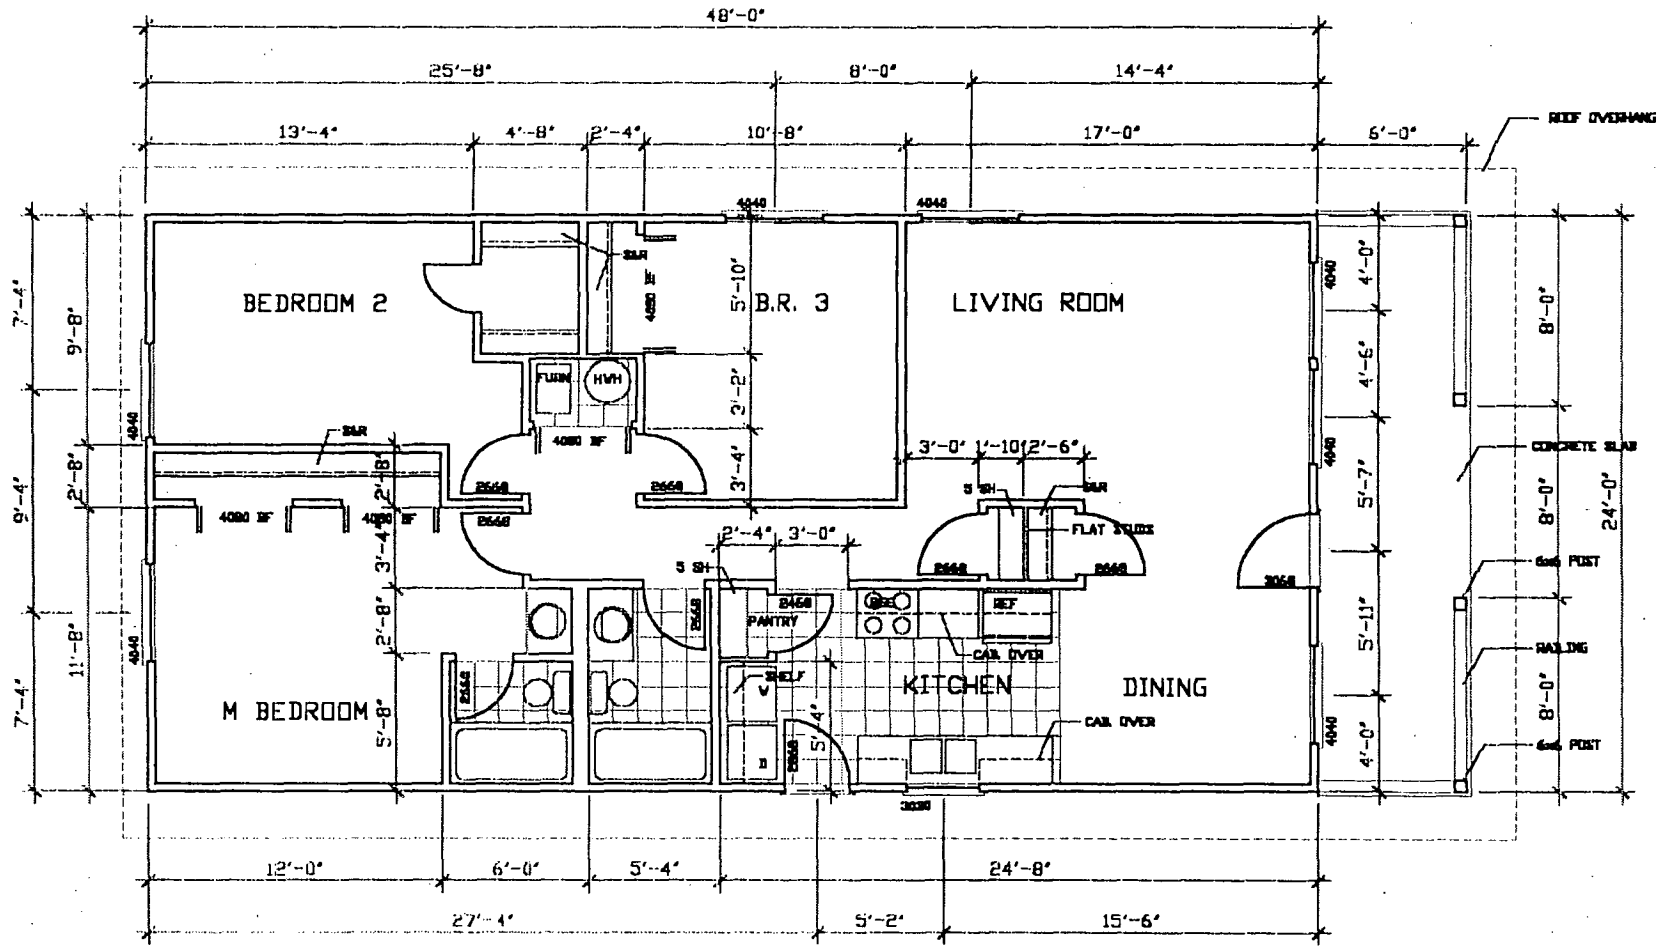 48'-0"
25'-8" 8'-0" 14'-4"
13'-4" 4'-8" 2'-4" 10'-8" 17'-0" 6'-0"
ROOF OVERHANG
4040 4040
S&R
4'-0"
4040
7'-4"
9'-8"
BEDROOM 2
4080 BF
5'-10"
B.R. 3
LIVING ROOM
8'-0"
4'-6"
FURN HWH
3'-2"
4040
S&R
4080 BF
3'-0" 1'-10" 2'-6"
4040
CONCRETE SLAB
2'-8"
2'-8"
2668 2668
3'-4"
5 SH S&R
5'-7"
9'-4"
4080 BF 4080 BF
2668
FLAT STUDS
8'-0"
24'-0"
3'-4"
2'-4" 3'-0"
5 SH
2668 2668
3068
6x6 POST
2668
2468
REF
PANTRY
2'-8"
4040
11'-8"
5'-11"
CAB OVER
RAILING
2668
SHELF
W
KITCHEN
DINING
7'-4"
M BEDROOM
5'-8"
5'-4"
CAB OVER
4040
8'-0"
4'-0"
6x6 POST
D
2668
3030
12'-0" 6'-0" 5'-4" 24'-8"
27'-4" 5'-2" 15'-6"